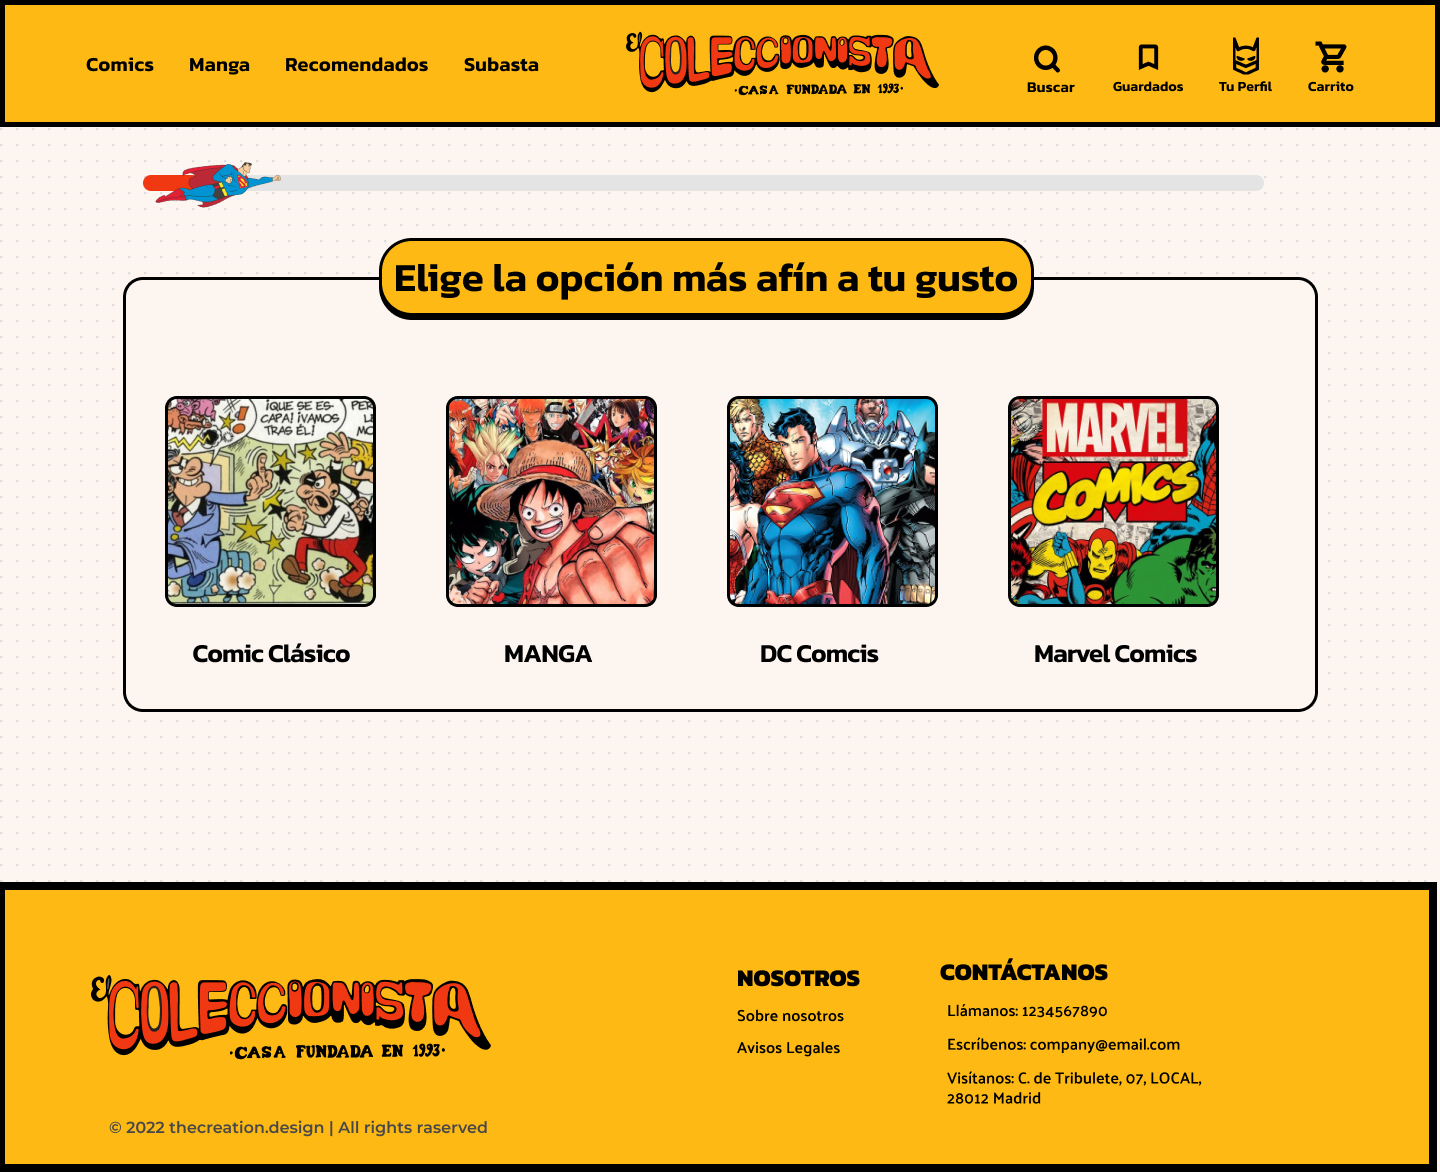 Comics Manga Recomendados Subasta
El COLECCIONISTA
·CASA FUNDADA EN 1993·
Buscar Guardados Tu Perfil Carrito
Elige la opción más afín a tu gusto
¡QUE SE ES-
CAPA! ¡VAMOS
TRAS ÉL!
MARVEL
COMICS
Comic Clásico MANGA DC Comcis Marvel Comics
El COLECCIONISTA
·CASA FUNDADA EN 1993·
© 2022 thecreation.design | All rights raserved
NOSOTROS
Sobre nosotros
Avisos Legales
CONTÁCTANOS
Llámanos: 1234567890
Escríbenos: company@email.com
Visítanos: C. de Tribulete, 07, LOCAL,
28012 Madrid